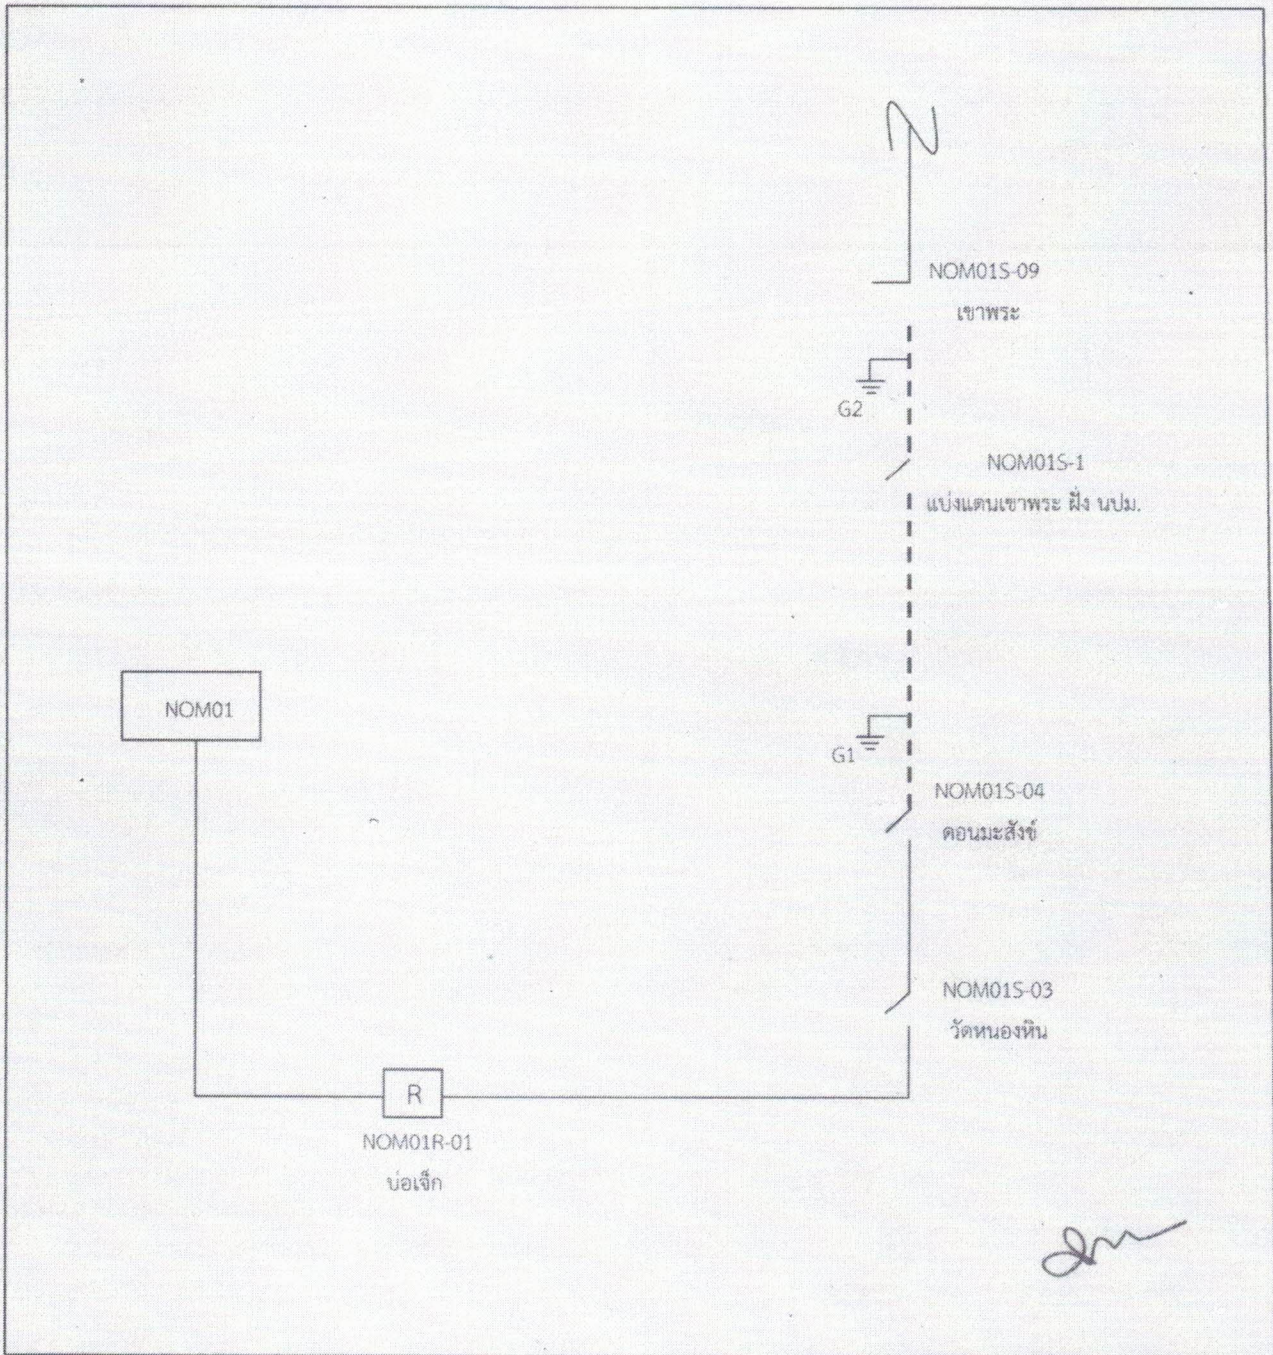 N
NOM01S-09
เขาพระ
G2
NOM01S-1
แบ่งแดนเขาพระ ฝั่ง นปม.
NOM01
G1
NOM01S-04
ดอนมะสังข์
NOM01S-03
วัดหนองหิน
R
NOM01R-01
บ่อเจ็ก